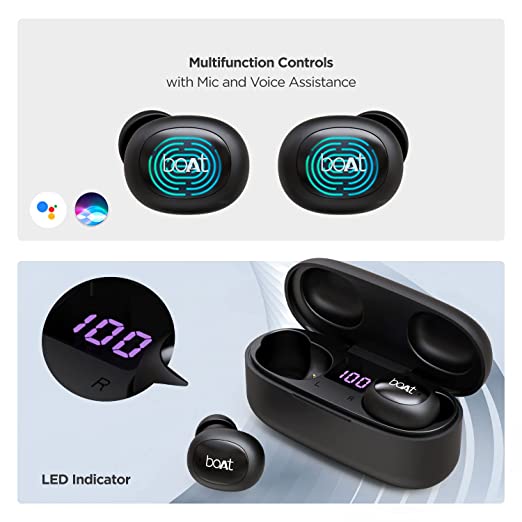 Multifunction Controls
with Mic and Voice Assistance
boAt
boAt
100
R
L
100
R
boAt
boAt
LED Indicator